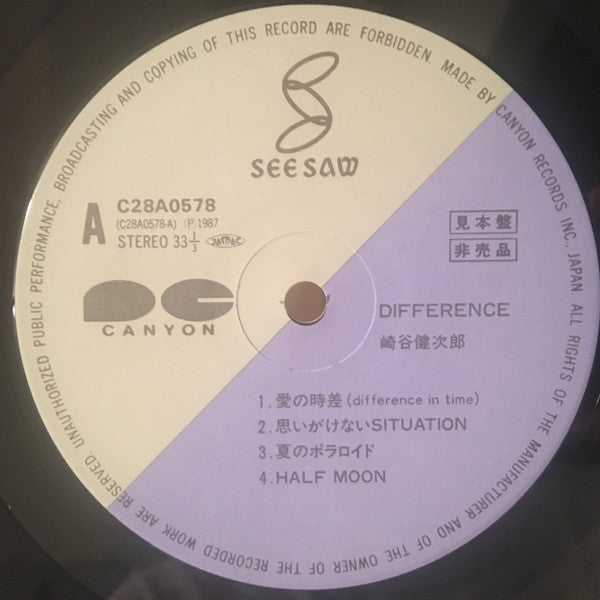 UNAUTHORIZED PUBLIC PERFORMANCE, BROADCASTING AND COPYING OF THIS RECORD ARE FORBIDDEN. MADE BY CANYON RECORDS INC., JAPAN. ALL RIGHTS OF THE MANUFACTURER AND OF THE OWNER OF THE RECORDED WORK ARE RESERVED.
SEESAW
A
C28A0578
(C28A0578-A) Ⓟ 1987
STEREO 33 1/3 JASRAC
見本盤
非売品
PC
CANYON
DIFFERENCE
崎谷健次郎
1.愛の時差(difference in time)
2.思いがけないSITUATION
3.夏のポラロイド
4.HALF MOON